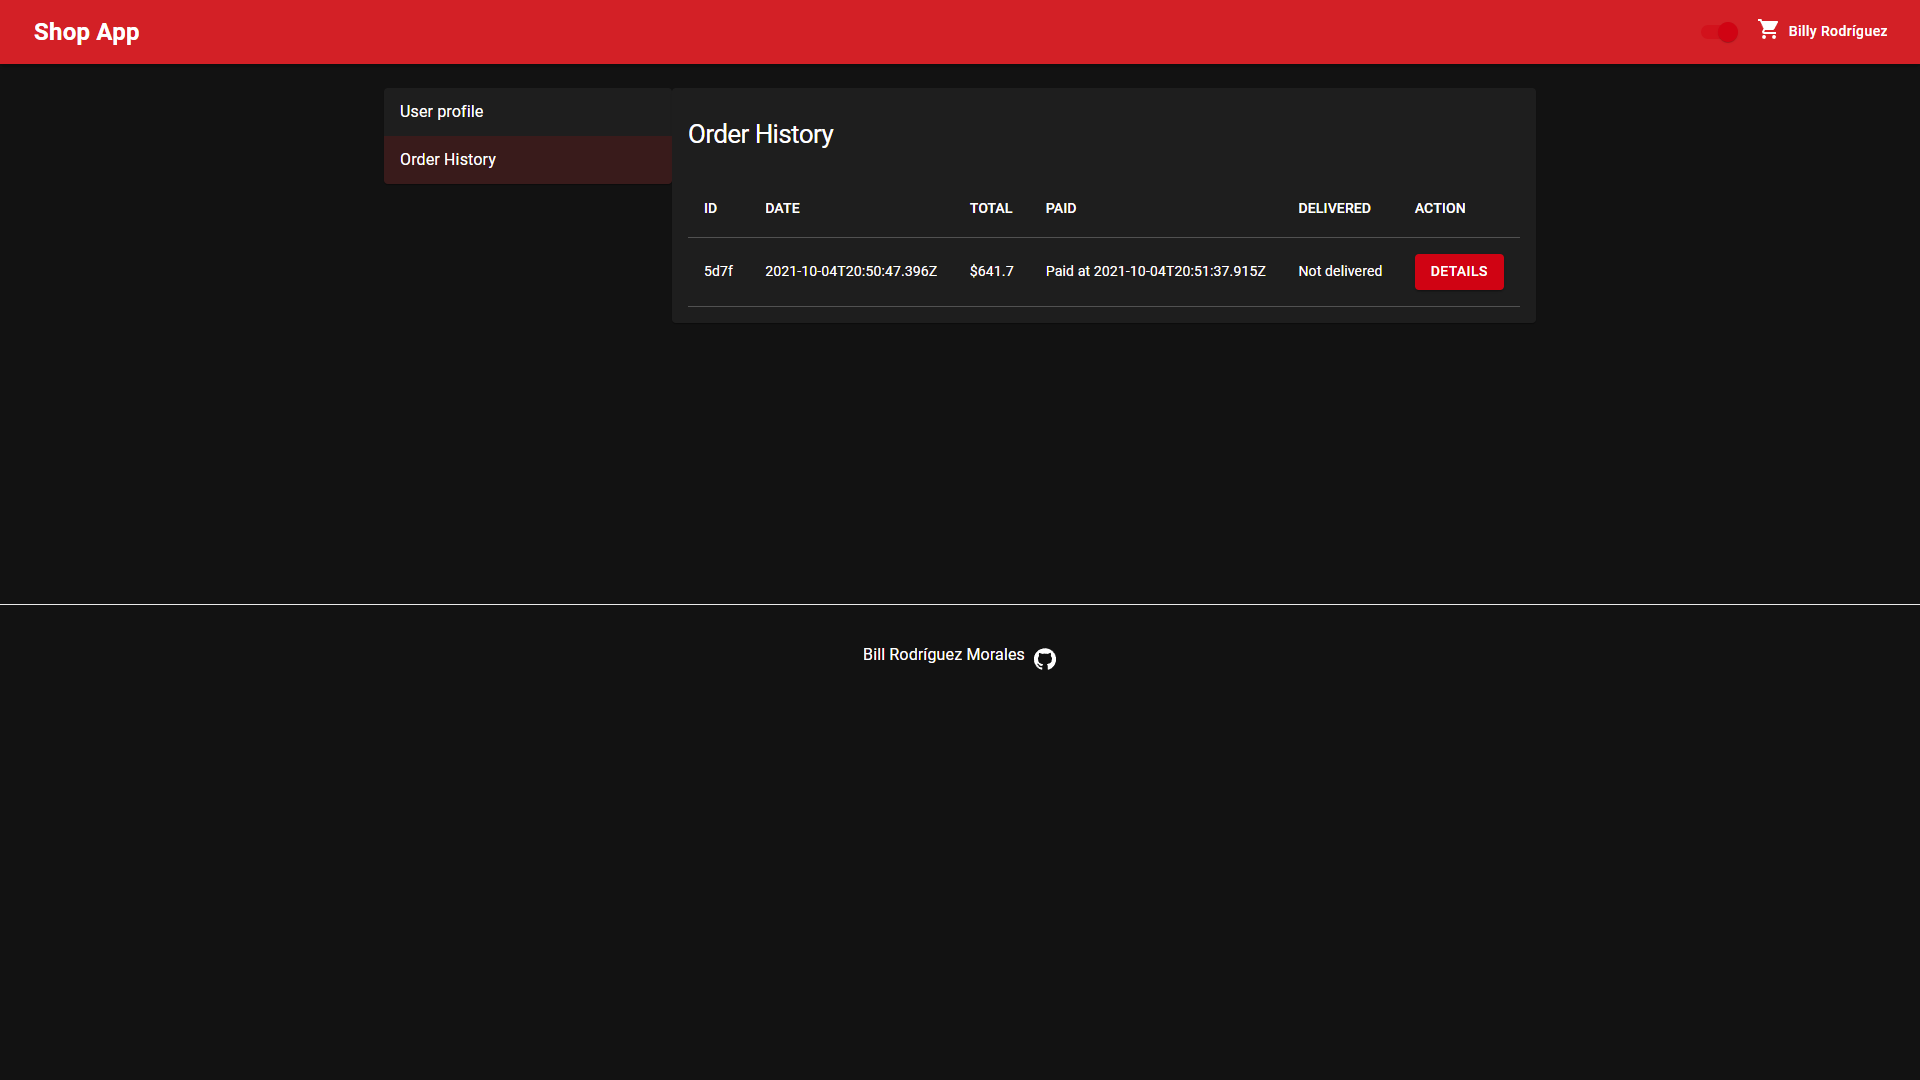 Shop App
Billy Rodríguez
User profile
Order History
Order History
ID DATE TOTAL PAID DELIVERED ACTION
5d7f 2021-10-04T20:50:47.396Z $641.7 Paid at 2021-10-04T20:51:37.915Z Not delivered DETAILS
Bill Rodríguez Morales